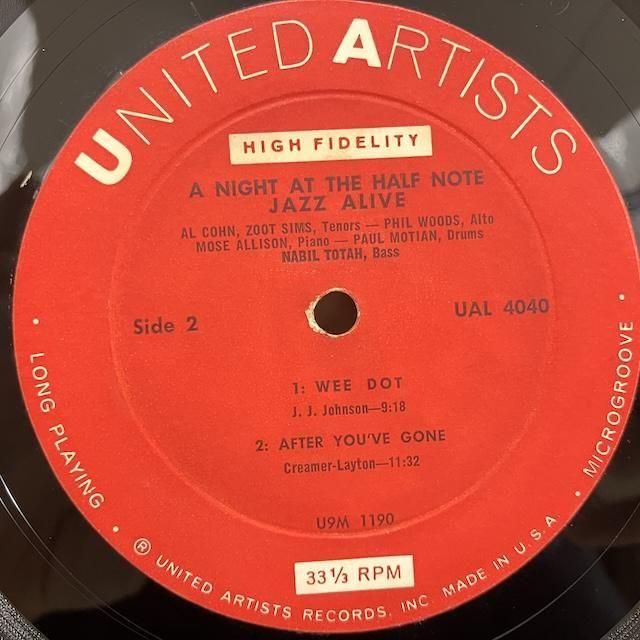 UNITED ARTISTS
HIGH FIDELITY
A NIGHT AT THE HALF NOTE
JAZZ ALIVE
AL COHN, ZOOT SIMS, Tenors — PHIL WOODS, Alto
MOSE ALLISON, Piano — PAUL MOTIAN, Drums
NABIL TOTAH, Bass
Side 2
UAL 4040
1: WEE DOT
J. J. Johnson—9:18
2: AFTER YOU'VE GONE
Creamer-Layton—11:32
U9M 1190
33 1/3 RPM
• LONG PLAYING • ® UNITED ARTISTS RECORDS, INC MADE IN U.S.A. • MICROGROOVE •